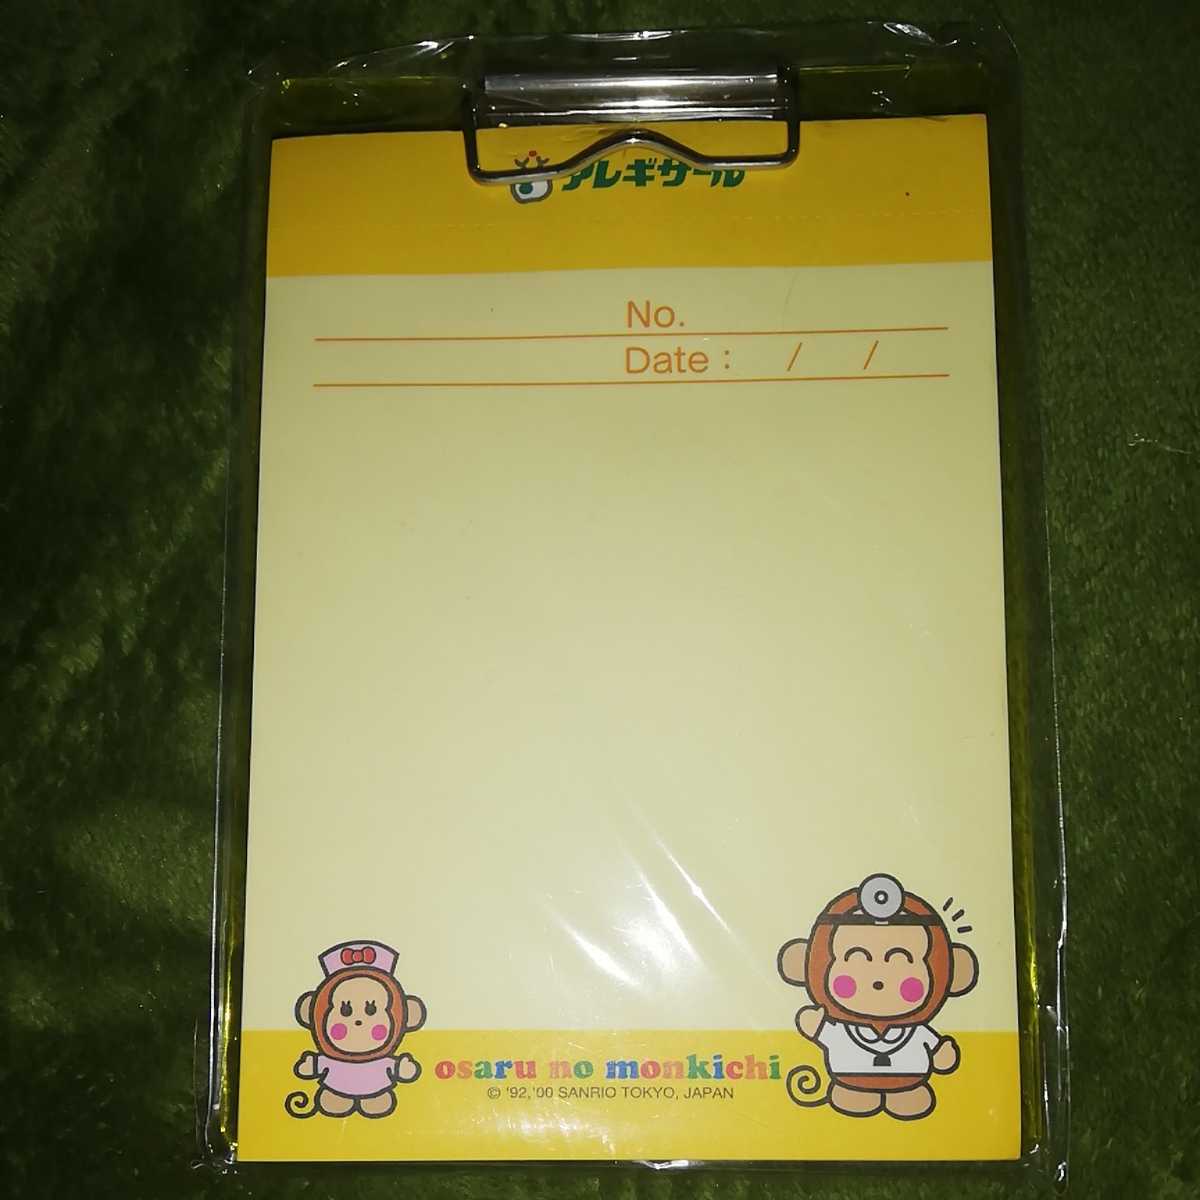 アレギサール
No.
Date : / /
osaru no monkichi
© '92,'00 SANRIO TOKYO, JAPAN